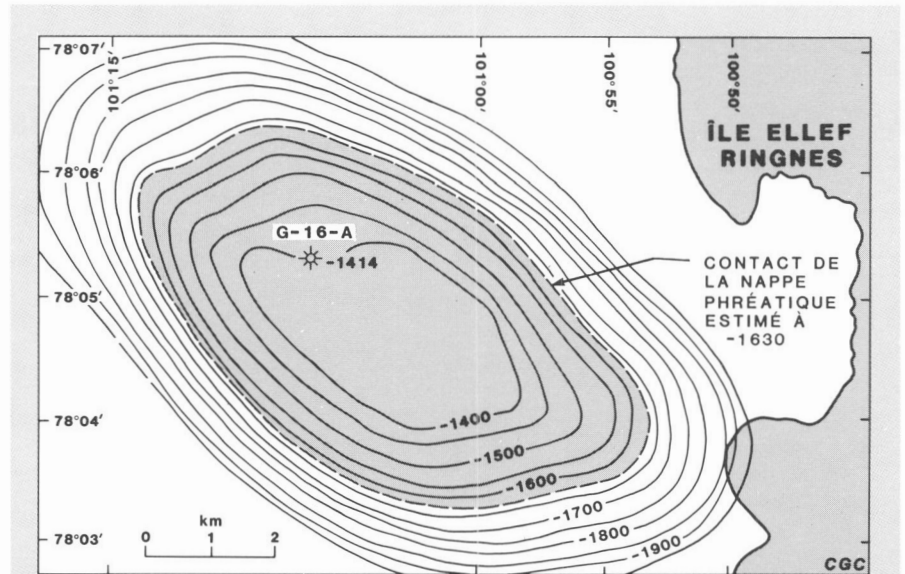 78°07'
101°15'
101°00'
100°55'
100°50'
ÎLE ELLEF
RINGNES
78°06'
G-16-A
-1414
CONTACT DE
LA NAPPE
PHRÉATIQUE
ESTIMÉ À
-1630
78°05'
78°04'
-1400
-1500
-1600
-1700
-1800
-1900
km
0 1 2
78°03'
CGC